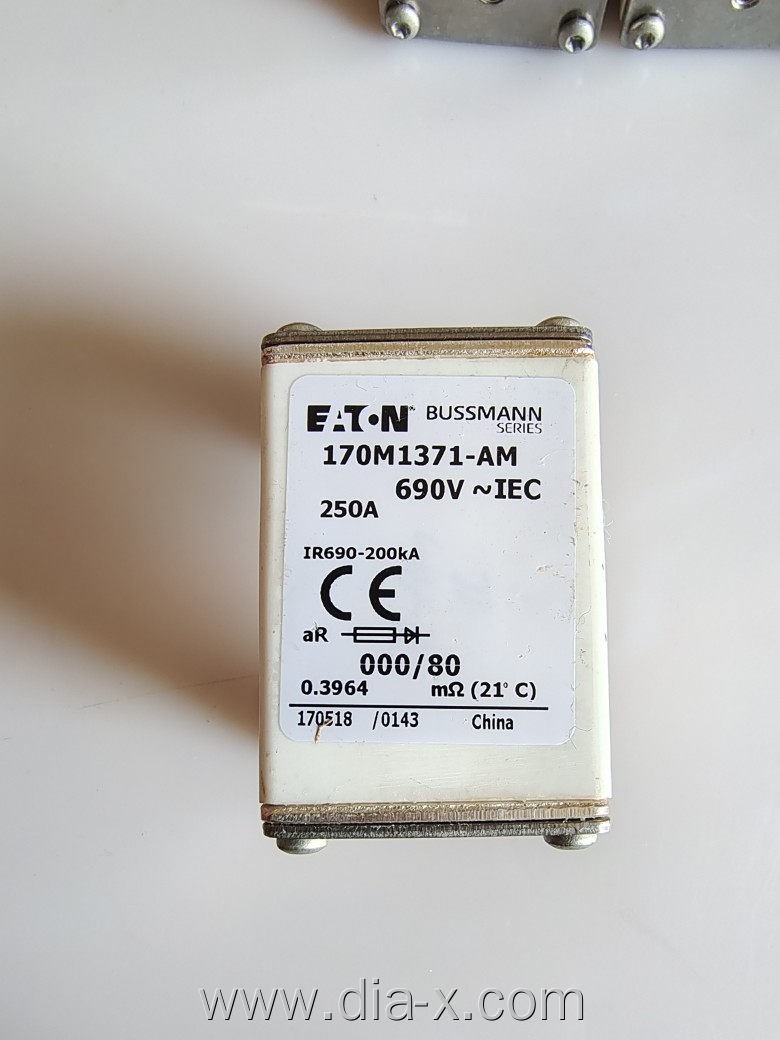 EATON® BUSSMANN
SERIES
170M1371-AM
690V ~IEC
250A
IR690-200kA
CE
aR
000/80
0.3964 mΩ (21° C)
170518 /0143 China
www.dia-x.com